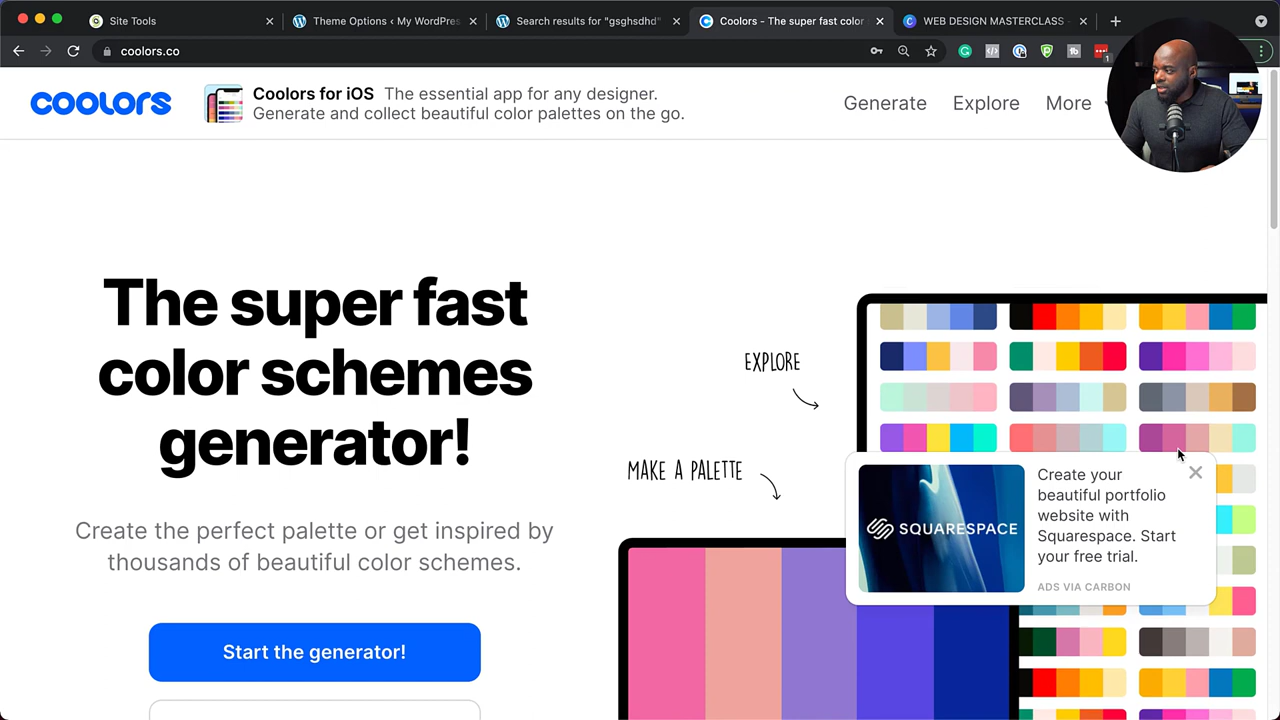 Site Tools
Theme Options ‹ My WordPres
Search results for "gsghsdhd"
Coolors - The super fast color
WEB DESIGN MASTERCLASS
coolors.co
1
coolors
Coolors for iOS The essential app for any designer.
Generate and collect beautiful color palettes on the go.
Generate
Explore
More
The super fast
color schemes
generator!
Create the perfect palette or get inspired by
thousands of beautiful color schemes.
Start the generator!
EXPLORE
MAKE A PALETTE
SQUARESPACE
Create your
beautiful portfolio
website with
Squarespace. Start
your free trial.
ADS VIA CARBON